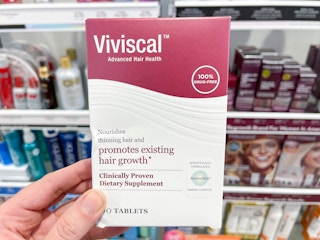 Viviscal™
Advanced Hair Health
100%
DRUG-FREE
Nourishes
thinning hair and
promotes existing
hair growth*
Clinically Proven
Dietary Supplement
0 TABLETS